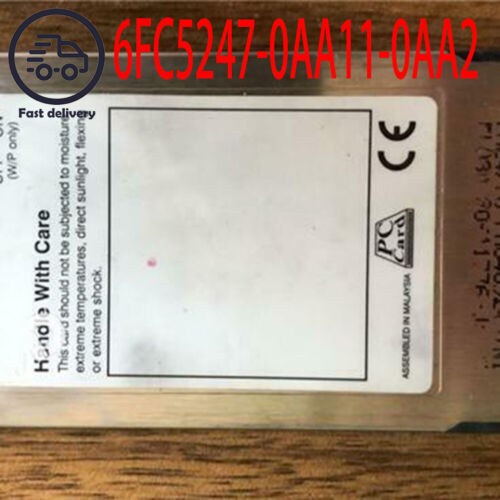 6FC5247-0AA11-0AA2
Fast delivery
(W/P only)
Handle With Care
This card should not be subjected to moisture,
extreme temperatures, direct sunlight, flexing
or extreme shock.
PC
Card
ASSEMBLED IN MALAYSIA
CE